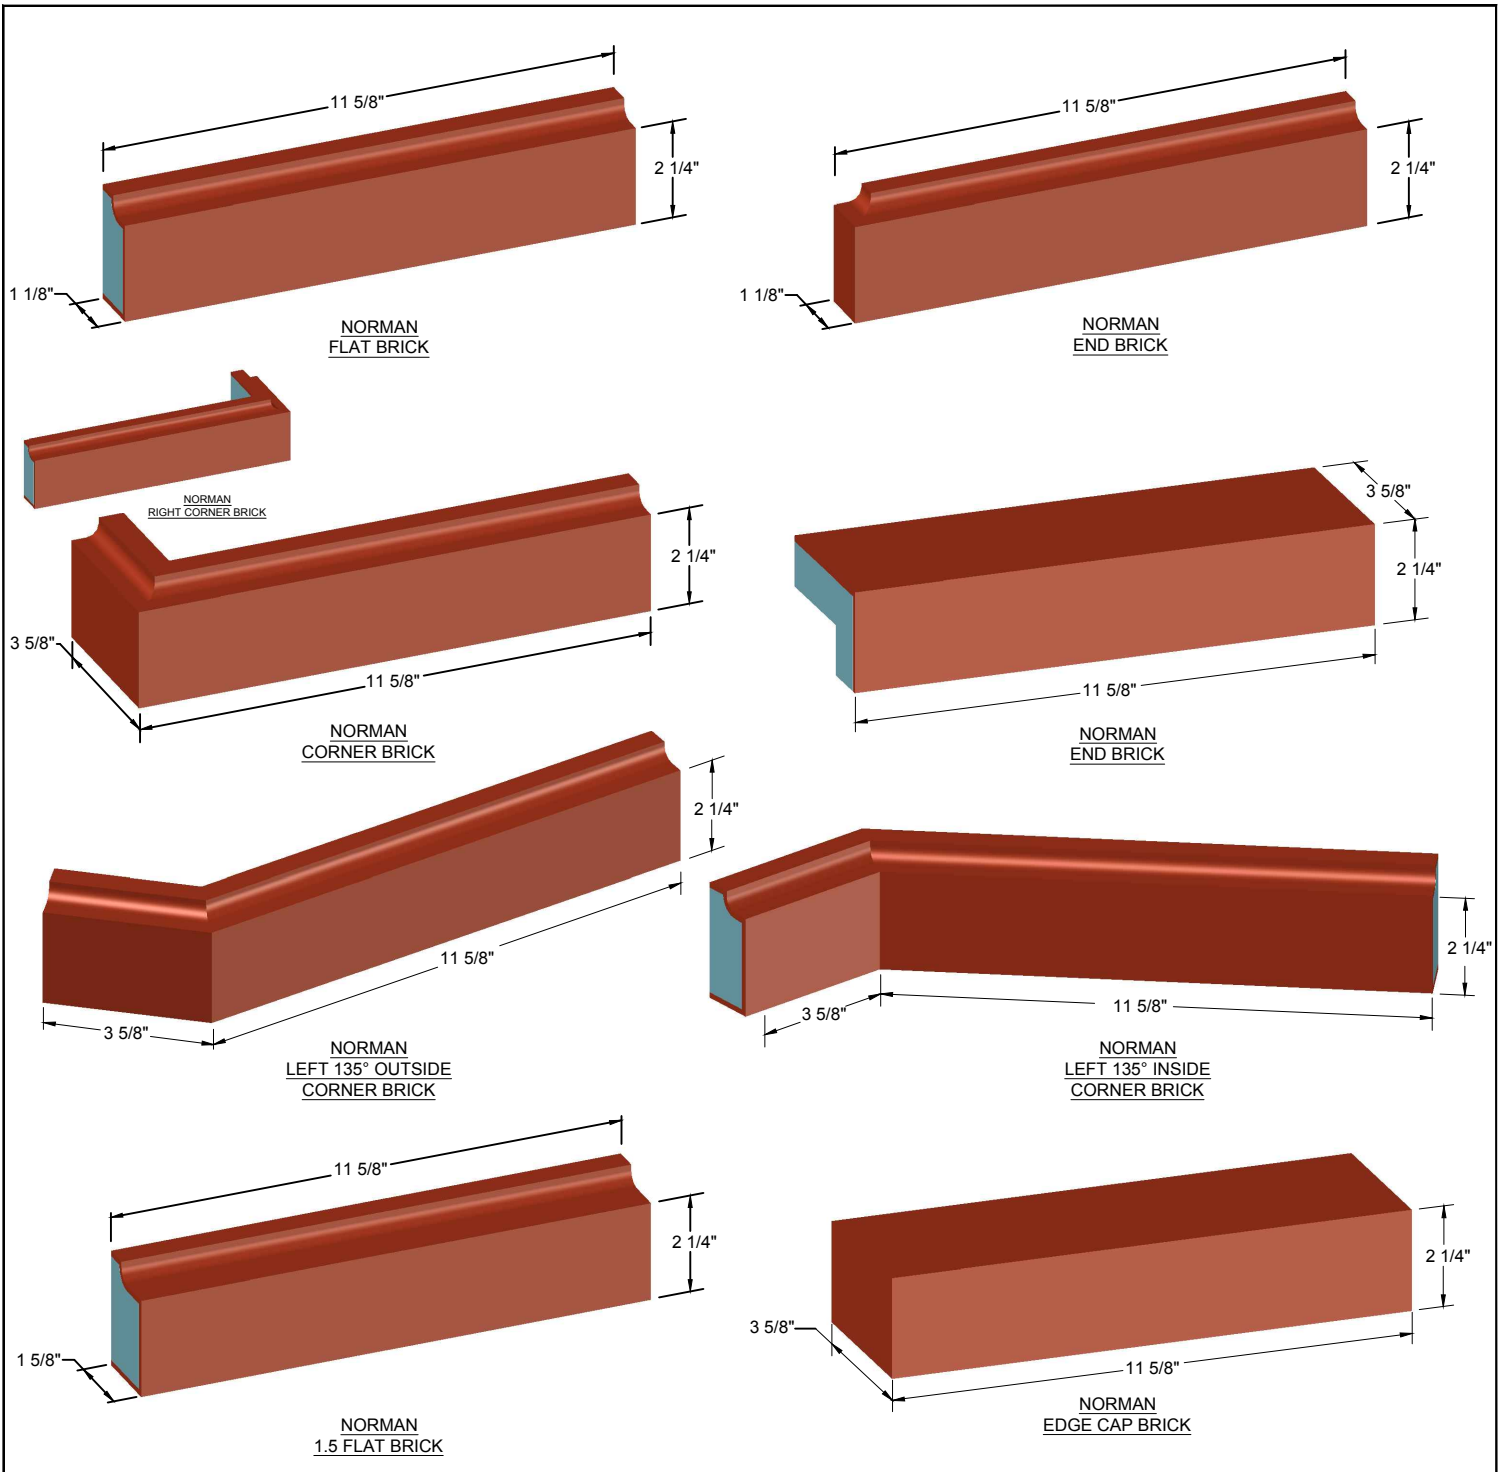 11 5/8"
2 1/4"
1 1/8"
NORMAN
FLAT BRICK
11 5/8"
2 1/4"
1 1/8"
NORMAN
END BRICK
NORMAN
RIGHT CORNER BRICK
2 1/4"
3 5/8"
11 5/8"
NORMAN
CORNER BRICK
3 5/8"
2 1/4"
11 5/8"
NORMAN
END BRICK
2 1/4"
11 5/8"
3 5/8"
NORMAN
LEFT 135° OUTSIDE
CORNER BRICK
2 1/4"
3 5/8"
11 5/8"
NORMAN
LEFT 135° INSIDE
CORNER BRICK
11 5/8"
2 1/4"
1 5/8"
NORMAN
1.5 FLAT BRICK
2 1/4"
3 5/8"
11 5/8"
NORMAN
EDGE CAP BRICK